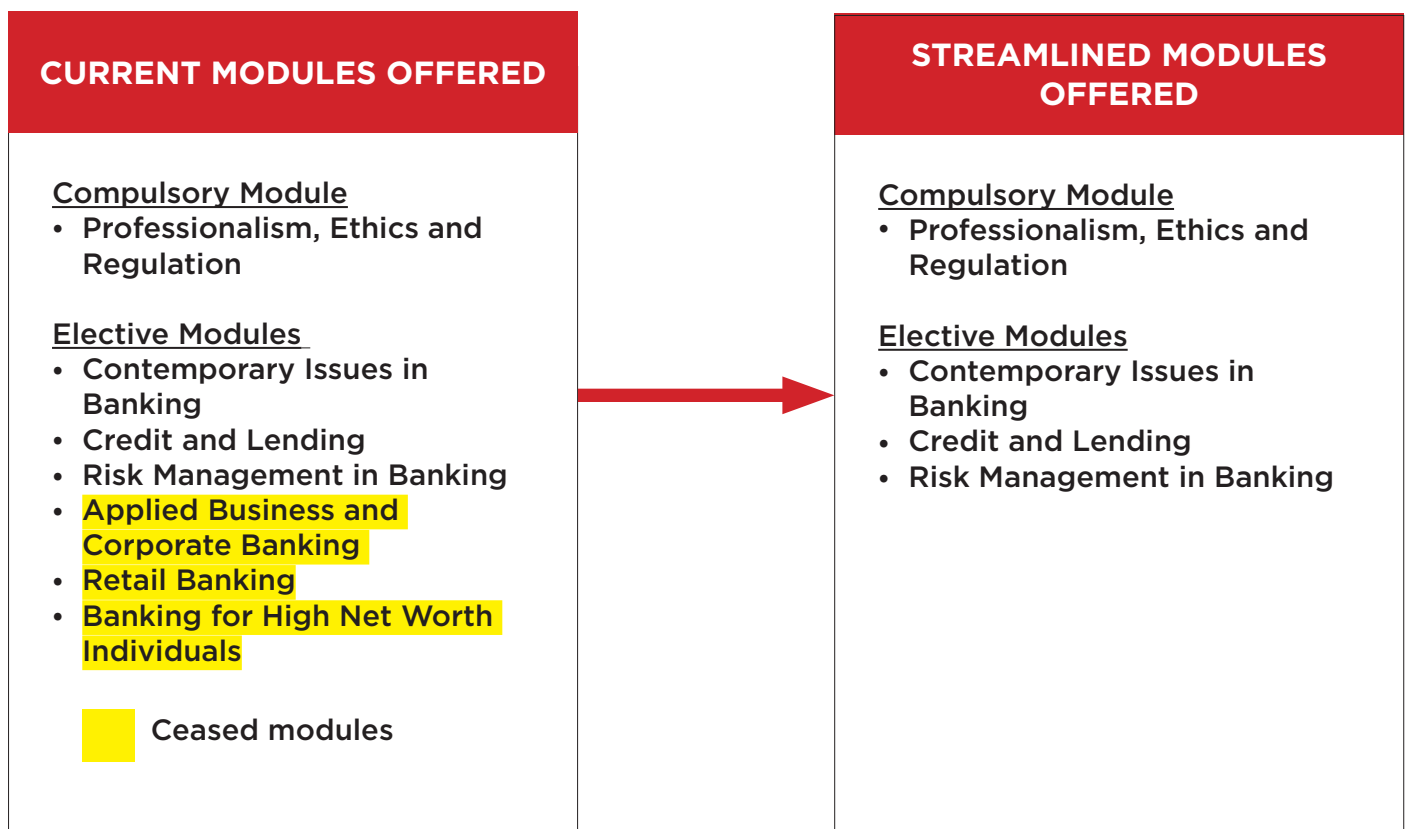 CURRENT MODULES OFFERED
Compulsory Module
• Professionalism, Ethics and
Regulation
Elective Modules
• Contemporary Issues in
Banking
• Credit and Lending
• Risk Management in Banking
• Applied Business and
Corporate Banking
• Retail Banking
• Banking for High Net Worth
Individuals
Ceased modules
STREAMLINED MODULES
OFFERED
Compulsory Module
• Professionalism, Ethics and
Regulation
Elective Modules
• Contemporary Issues in
Banking
• Credit and Lending
• Risk Management in Banking